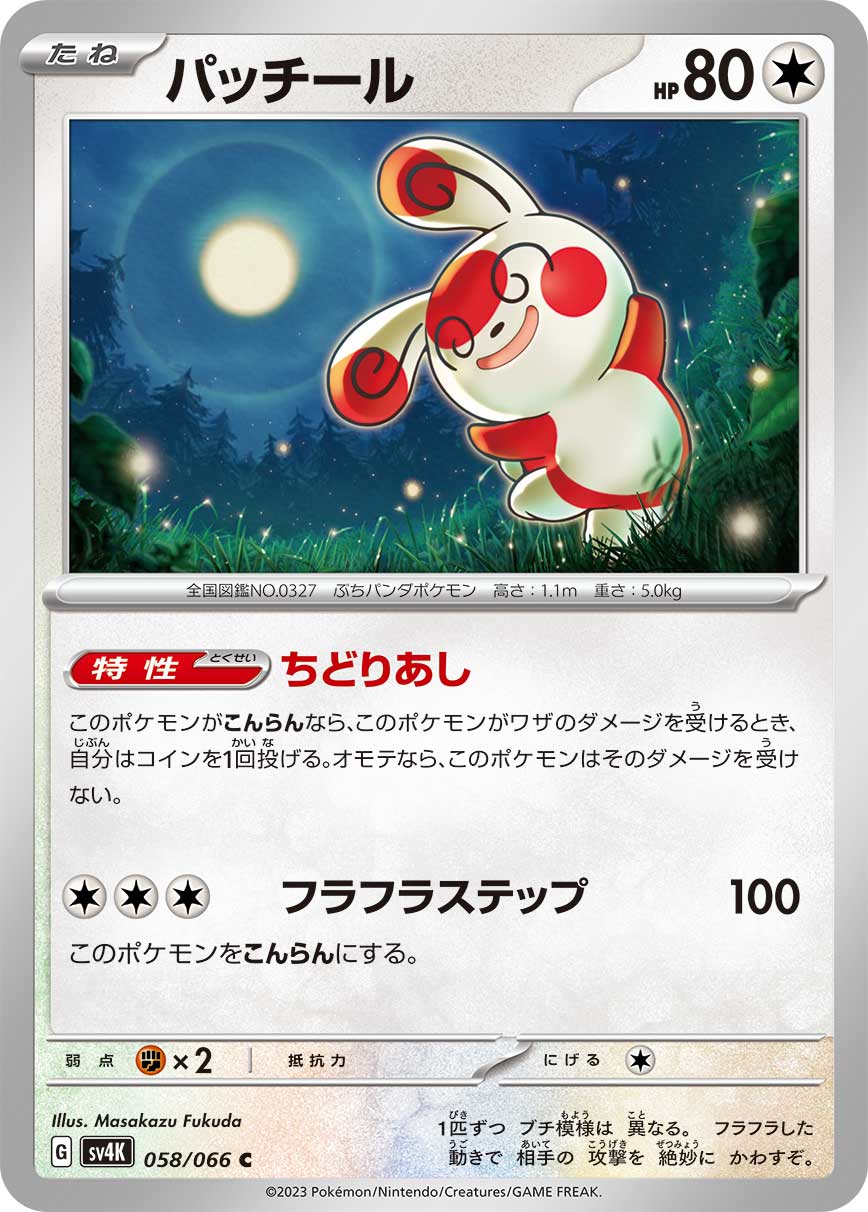 たね
パッチール
HP80
全国図鑑NO.0327 ぶちパンダポケモン 高さ:1.1m 重さ:5.0kg
特性 とくせい ちどりあし
このポケモンがこんらんなら、このポケモンがワザのダメージを受けるとき、
自分はコインを1回投げる。オモテなら、このポケモンはそのダメージを受け
ない。
フラフラステップ 100
このポケモンをこんらんにする。
弱点 ×2 抵抗力 にげる
Illus. Masakazu Fukuda
1匹ずつ ブチ模様は 異なる。 フラフラした
動きで 相手の 攻撃を 絶妙に かわすぞ。
G sv4K 058/066 C
©2023 Pokémon/Nintendo/Creatures/GAME FREAK.